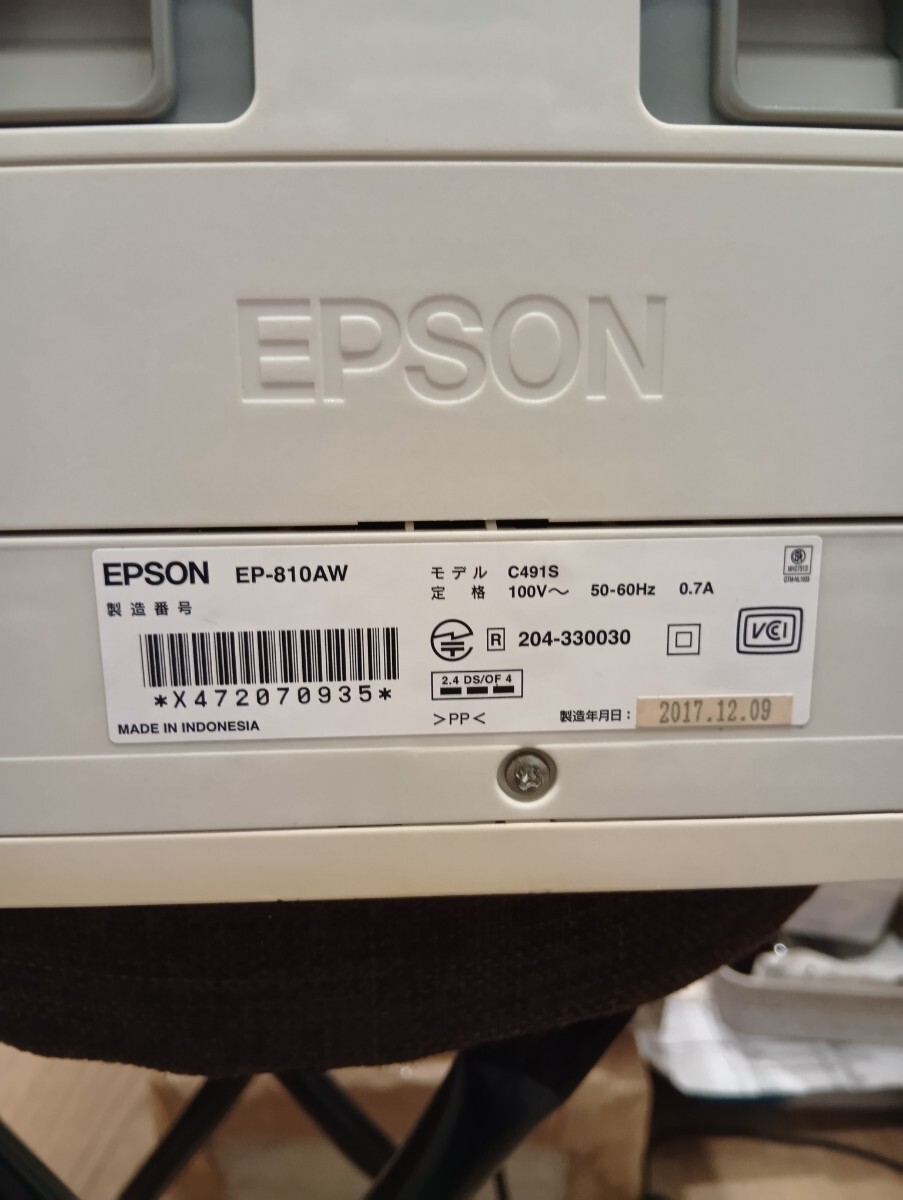 EPSON
EPSON EP-810AW
製造番号
*X472070935*
MADE IN INDONESIA
モデル C491S
定格 100V〜 50-60Hz 0.7A
R 204-330030
2.4 DS/OF 4
>PP<
製造年月日: 2017.12.09
VCI